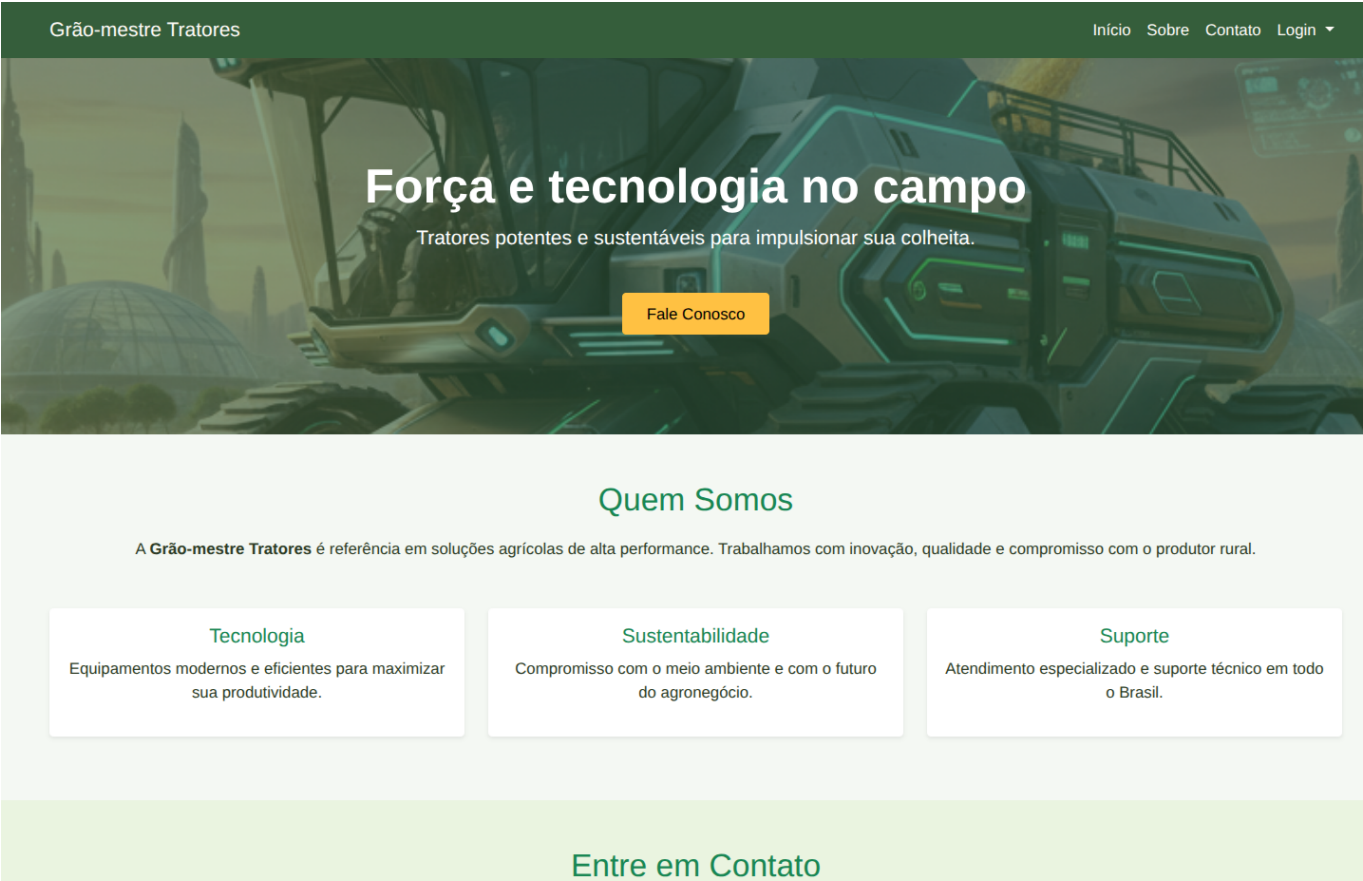 Grão-mestre Tratores
Início Sobre Contato Login
Força e tecnologia no campo
Tratores potentes e sustentáveis para impulsionar sua colheita.
Fale Conosco
Quem Somos
A Grão-mestre Tratores é referência em soluções agrícolas de alta performance. Trabalhamos com inovação, qualidade e compromisso com o produtor rural.
Tecnologia
Equipamentos modernos e eficientes para maximizar
sua produtividade.
Sustentabilidade
Compromisso com o meio ambiente e com o futuro
do agronegócio.
Suporte
Atendimento especializado e suporte técnico em todo
o Brasil.
Entre em Contato